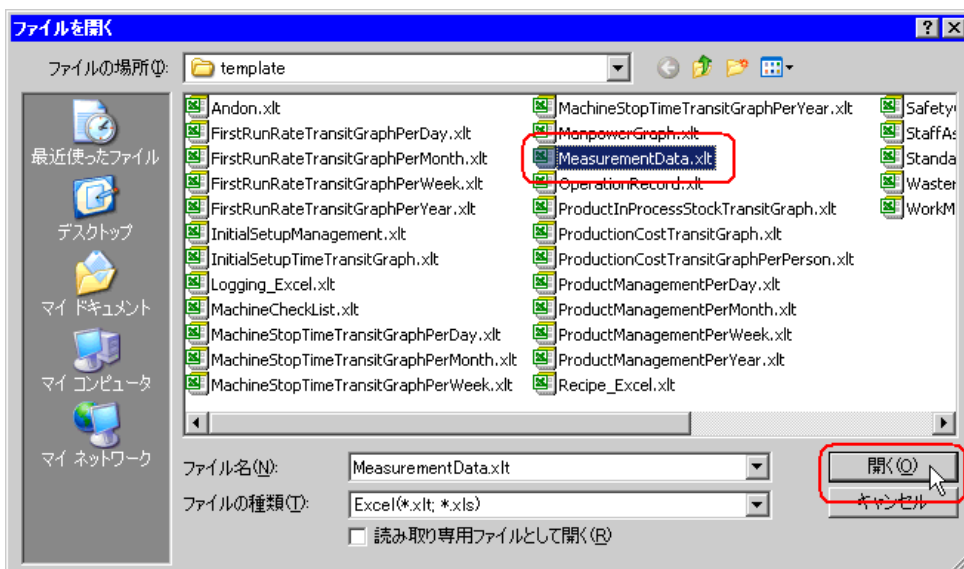 ファイルを開く
ファイルの場所(I):
template
最近使ったファイル
デスクトップ
マイ ドキュメント
マイ コンピュータ
マイ ネットワーク
Andon.xlt
FirstRunRateTransitGraphPerDay.xlt
FirstRunRateTransitGraphPerMonth.xlt
FirstRunRateTransitGraphPerWeek.xlt
FirstRunRateTransitGraphPerYear.xlt
InitialSetupManagement.xlt
InitialSetupTimeTransitGraph.xlt
Logging_Excel.xlt
MachineCheckList.xlt
MachineStopTimeTransitGraphPerDay.xlt
MachineStopTimeTransitGraphPerMonth.xlt
MachineStopTimeTransitGraphPerWeek.xlt
MachineStopTimeTransitGraphPerYear.xlt
ManpowerGraph.xlt
MeasurementData.xlt
OperationRecord.xlt
ProductInProcessStockTransitGraph.xlt
ProductionCostTransitGraph.xlt
ProductionCostTransitGraphPerPerson.xlt
ProductManagementPerDay.xlt
ProductManagementPerMonth.xlt
ProductManagementPerWeek.xlt
ProductManagementPerYear.xlt
Recipe_Excel.xlt
Safety
StaffAs
Standa
Waster
WorkM
ファイル名(N):
MeasurementData.xlt
開く(O)
ファイルの種類(T):
Excel(*.xlt; *.xls)
キャンセル
読み取り専用ファイルとして開く(R)